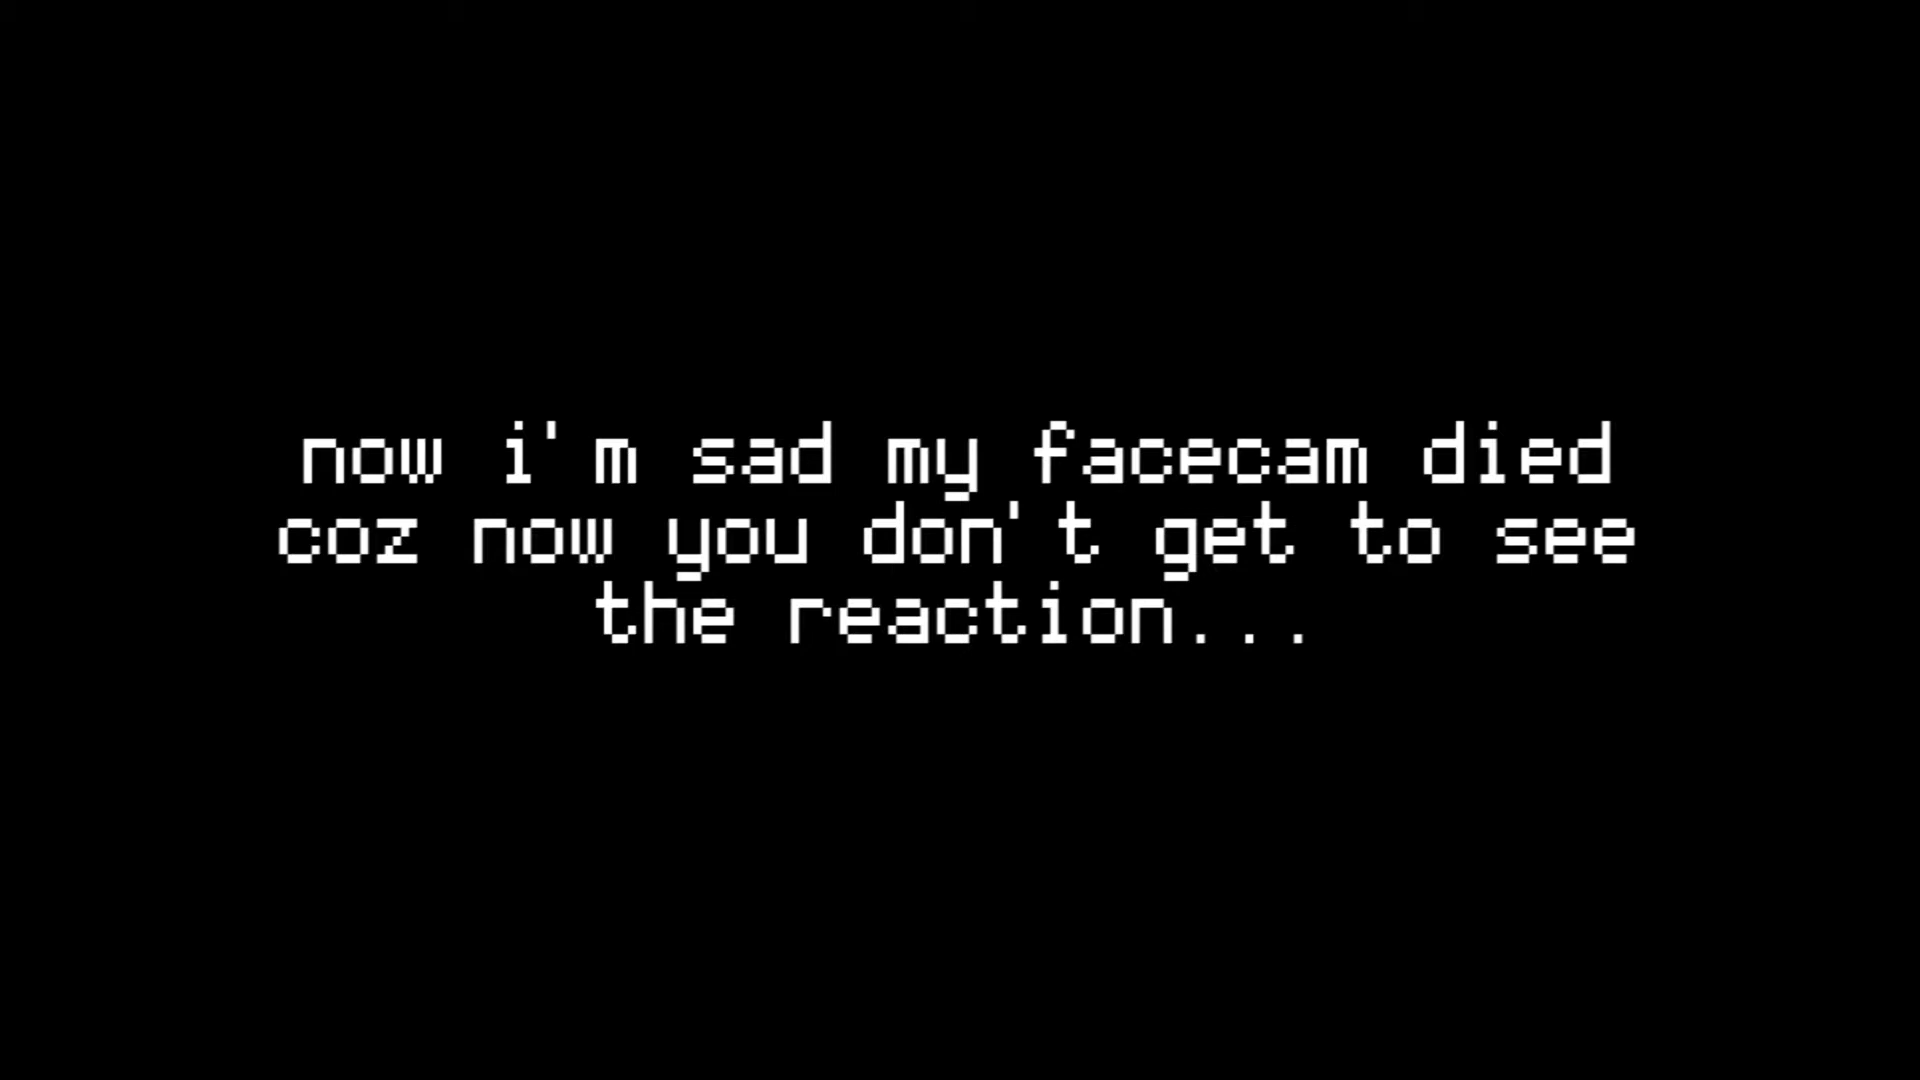 now i'm sad my facecam died
coz now you don't get to see
the reaction...